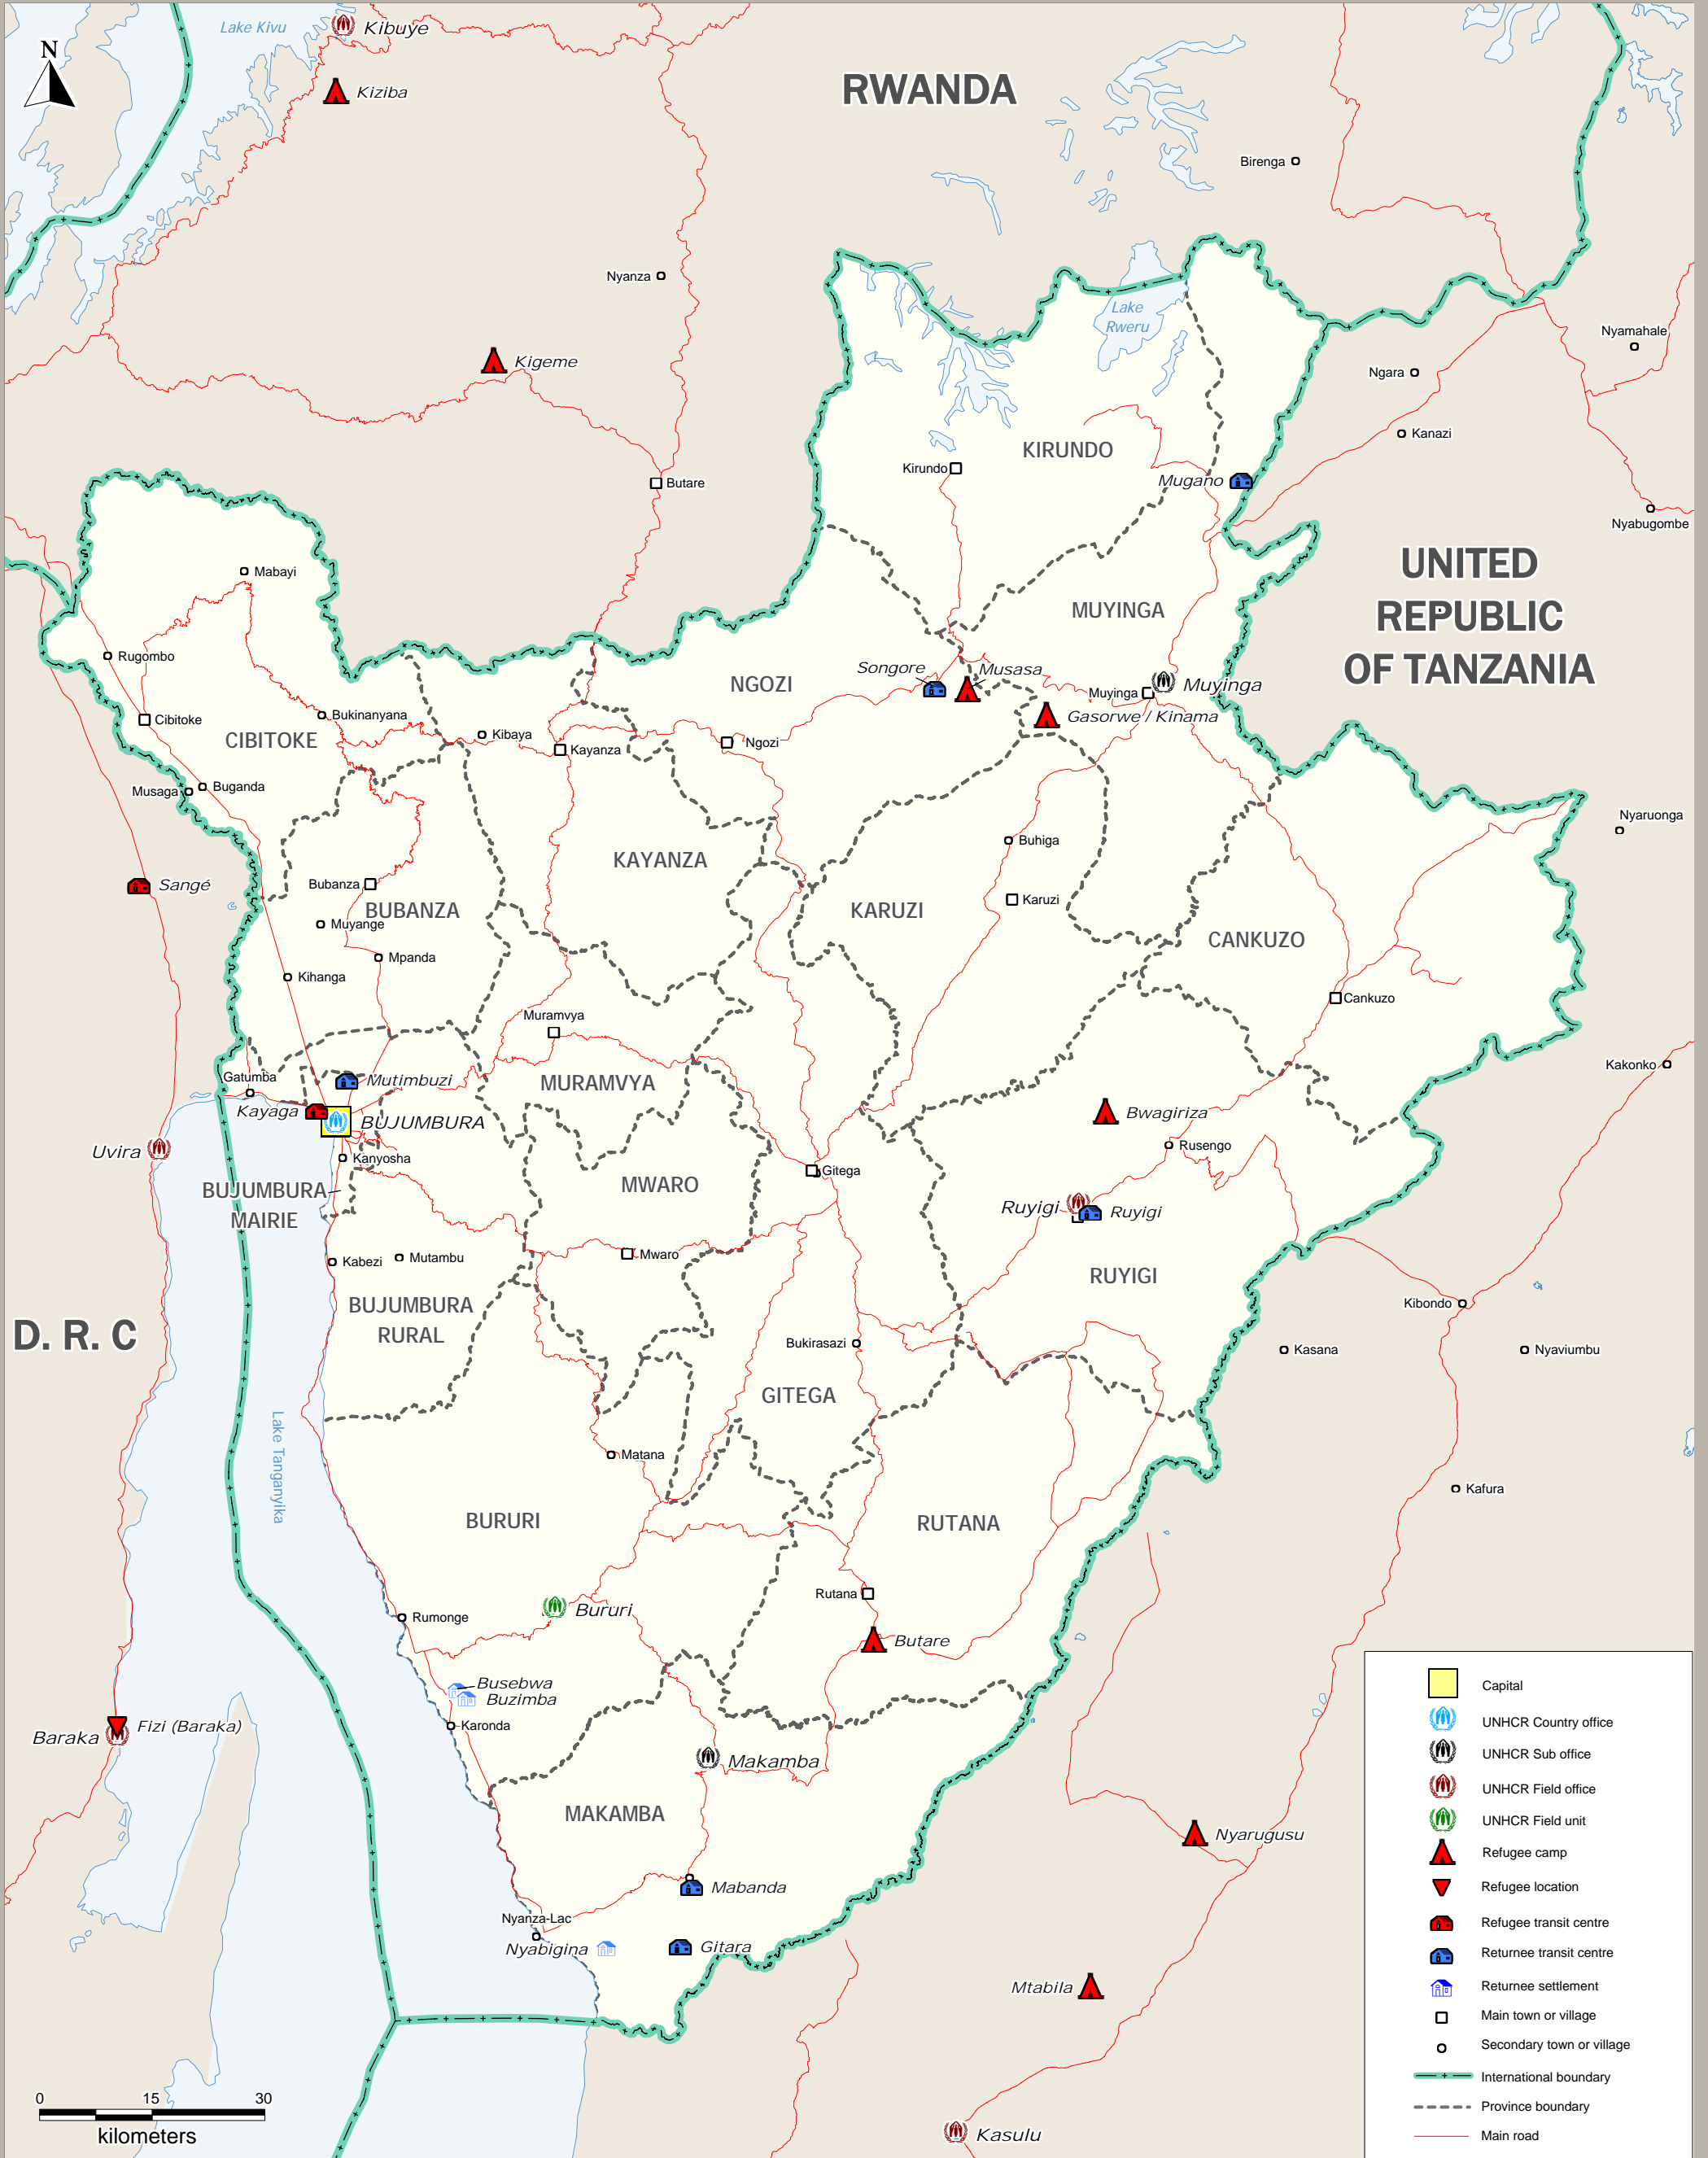 Lake Kivu
Kibuye
N
Kiziba
RWANDA
Birenga
Nyanza
Lake
Rweru
Nyamahale
Kigeme
Ngara
Kanazi
KIRUNDO
Kirundo
Mugano
Butare
Nyabugombe
UNITED
REPUBLIC
OF TANZANIA
Mabayi
MUYINGA
Rugombo
Songore
Musasa
NGOZI
Muyinga
Muyinga
Cibitoke
Bukinanyana
Gasorwe / Kinama
CIBITOKE
Kibaya
Kayanza
Ngozi
Musaga
Buganda
Nyaruonga
Buhiga
KAYANZA
Sangé
Bubanza
BUBANZA
Karuzi
KARUZI
Muyange
CANKUZO
Mpanda
Kihanga
Cankuzo
Muramvya
Kakonko
Gatumba
Mutimbuzi
MURAMVYA
Kayaga
BUJUMBURA
Bwagiriza
Uvira
Kanyosha
Rusengo
Gitega
BUJUMBURA
MAIRIE
MWARO
Ruyigi
Ruyigi
Kabezi
Mutambu
Mwaro
RUYIGI
BUJUMBURA
RURAL
Kibondo
D. R. C
Bukirasazi
Kasana
Nyaviumbu
GITEGA
Lake Tanganyika
Matana
Kafura
BURURI
RUTANA
Rutana
Bururi
Rumonge
Butare
Busebwa
Buzimba
Karonda
Fizi (Baraka)
Baraka
Makamba
MAKAMBA
Nyarugusu
Mabanda
Nyanza-Lac
Nyabigina
Gitara
Mtabila
Kasulu
0 15 30
kilometers
Capital
UNHCR Country office
UNHCR Sub office
UNHCR Field office
UNHCR Field unit
Refugee camp
Refugee location
Refugee transit centre
Returnee transit centre
Returnee settlement
Main town or village
Secondary town or village
International boundary
Province boundary
Main road